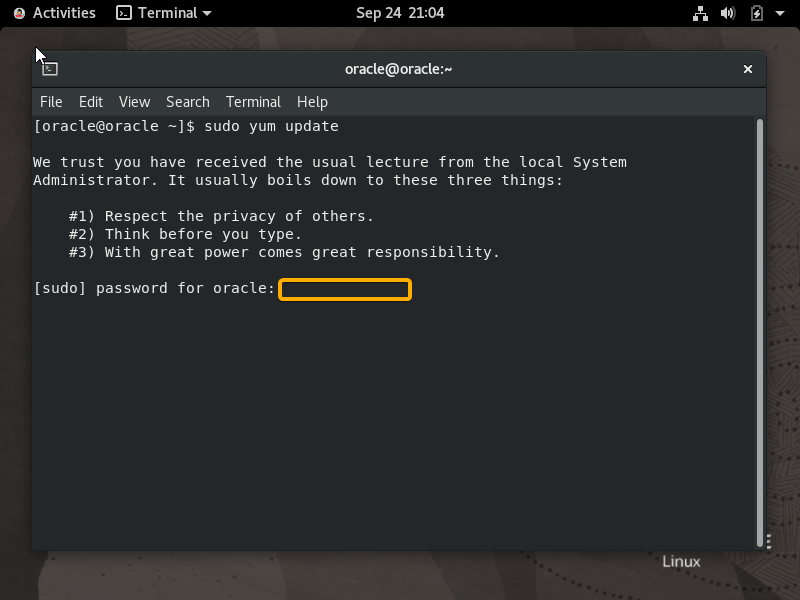 Activities Terminal Sep 24 21:04
oracle@oracle:~
File Edit View Search Terminal Help
[oracle@oracle ~]$ sudo yum update
We trust you have received the usual lecture from the local System
Administrator. It usually boils down to these three things:
#1) Respect the privacy of others.
#2) Think before you type.
#3) With great power comes great responsibility.
[sudo] password for oracle:
Linux